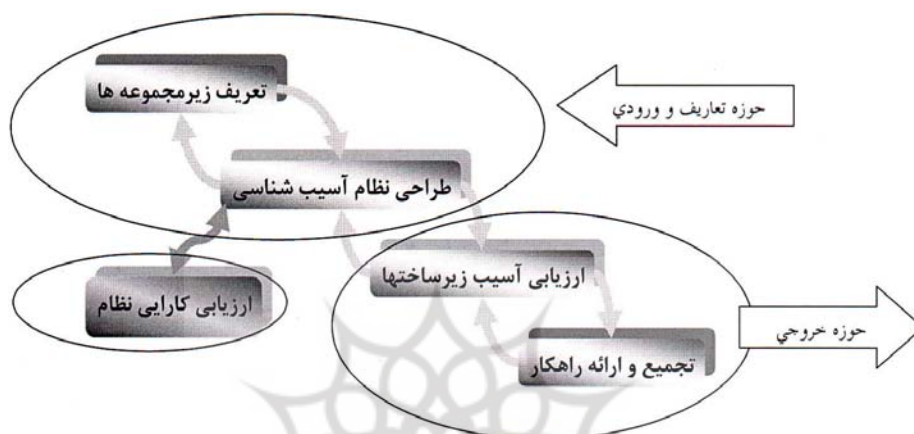 تعریف زیرمجموعه ها
حوزه تعاریف و ورودي
طراحی نظام آسیب شناسی
ارزیابی آسیب زیرساختها
ارزیابی کارایی نظام
حوزه خروجي
تجمیع و ارائه راهکار